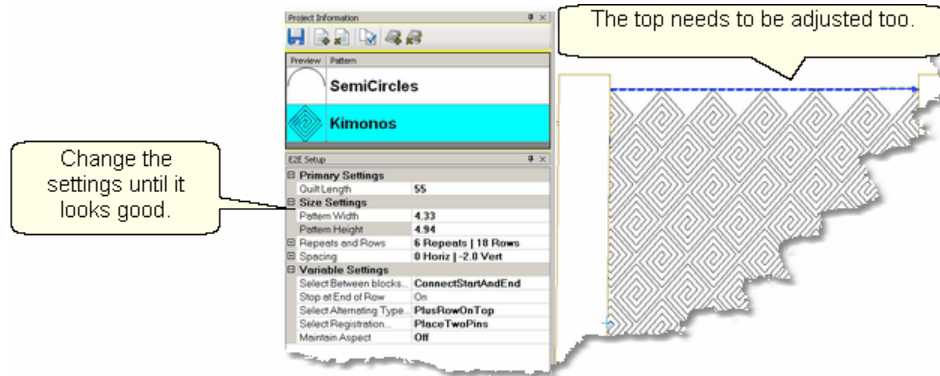 Project Information
The top needs to be adjusted too.
Preview Pattern
SemiCircles
Kimonos
Change the
settings until it
looks good.
E2E Setup
Primary Settings
Quilt Length 55
Size Settings
Pattern Width 4.33
Pattern Height 4.94
Repeats and Rows 6 Repeats | 18 Rows
Spacing 0 Horiz | -2.0 Vert
Variable Settings
Select Between blocks... ConnectStartAndEnd
Stop at End of Row On
Select Alternating Type... PlusRowOnTop
Select Registration... PlaceTwoPins
Maintain Aspect Off